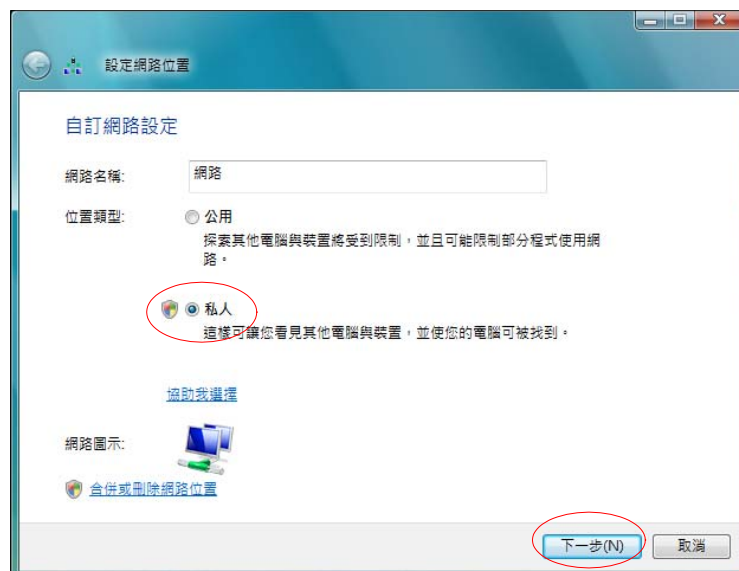 設定網路位置
自訂網路設定
網路名稱: 網路
位置類型: 公用
探索其他電腦與裝置將受到限制，並且可能限制部分程式使用網
路。
私人
這樣可讓您看見其他電腦與裝置，並使您的電腦可被找到。
協助我選擇
網路圖示:
合併或刪除網路位置
下一步(N) 取消